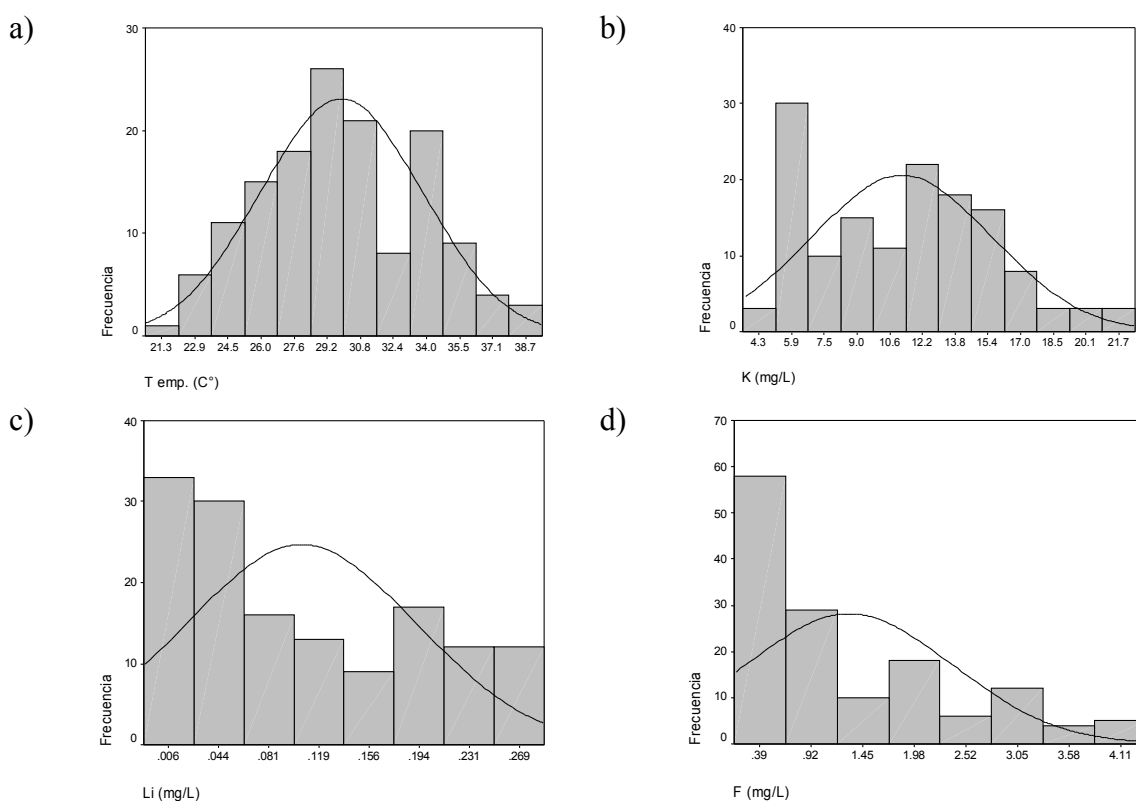 a)
30
20
10
0
Frecuencia
21.3 22.9 24.5 26.0 27.6 29.2 30.8 32.4 34.0 35.5 37.1 38.7
T emp. (C°)
b)
40
30
20
10
0
Frecuencia
4.3 5.9 7.5 9.0 10.6 12.2 13.8 15.4 17.0 18.5 20.1 21.7
K (mg/L)
c)
40
30
20
10
0
Frecuencia
.006 .044 .081 .119 .156 .194 .231 .269
Li (mg/L)
d)
70
60
50
40
30
20
10
0
Frecuencia
.39 .92 1.45 1.98 2.52 3.05 3.58 4.11
F (mg/L)